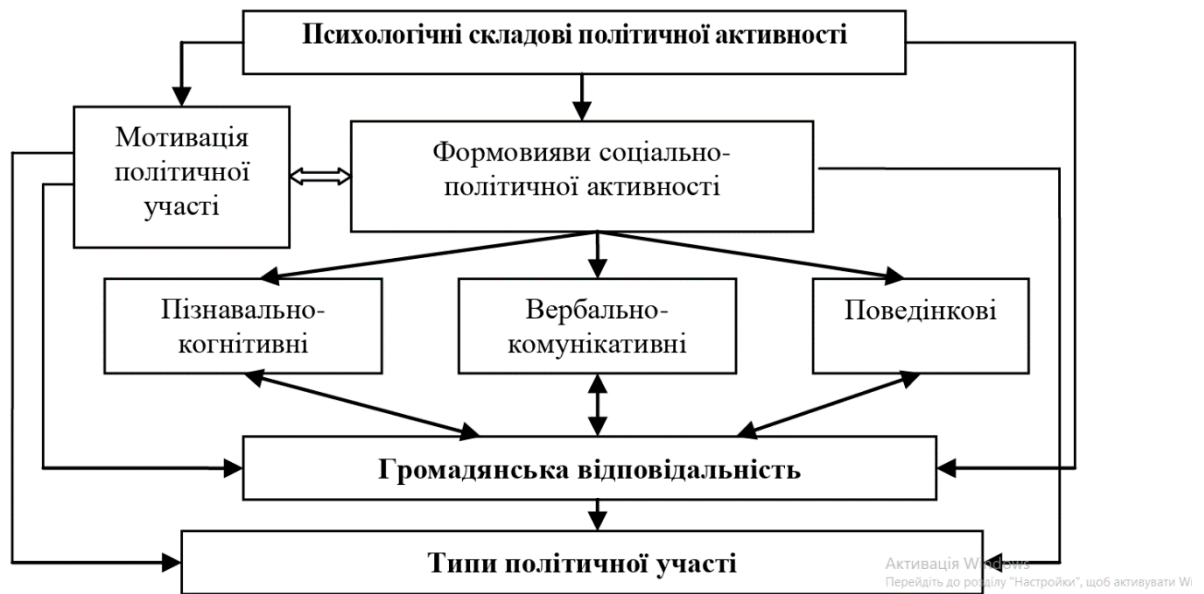 Психологічні складові політичної активності
Мотивація
політичної
участі
Формовияви соціально-
політичної активності
Пізнавально-
когнітивні
Вербально-
комунікативні
Поведінкові
Громадянська відповідальність
Типи політичної участі
Активація Windows
Перейдіть до розділу "Настройки", щоб активувати Wi